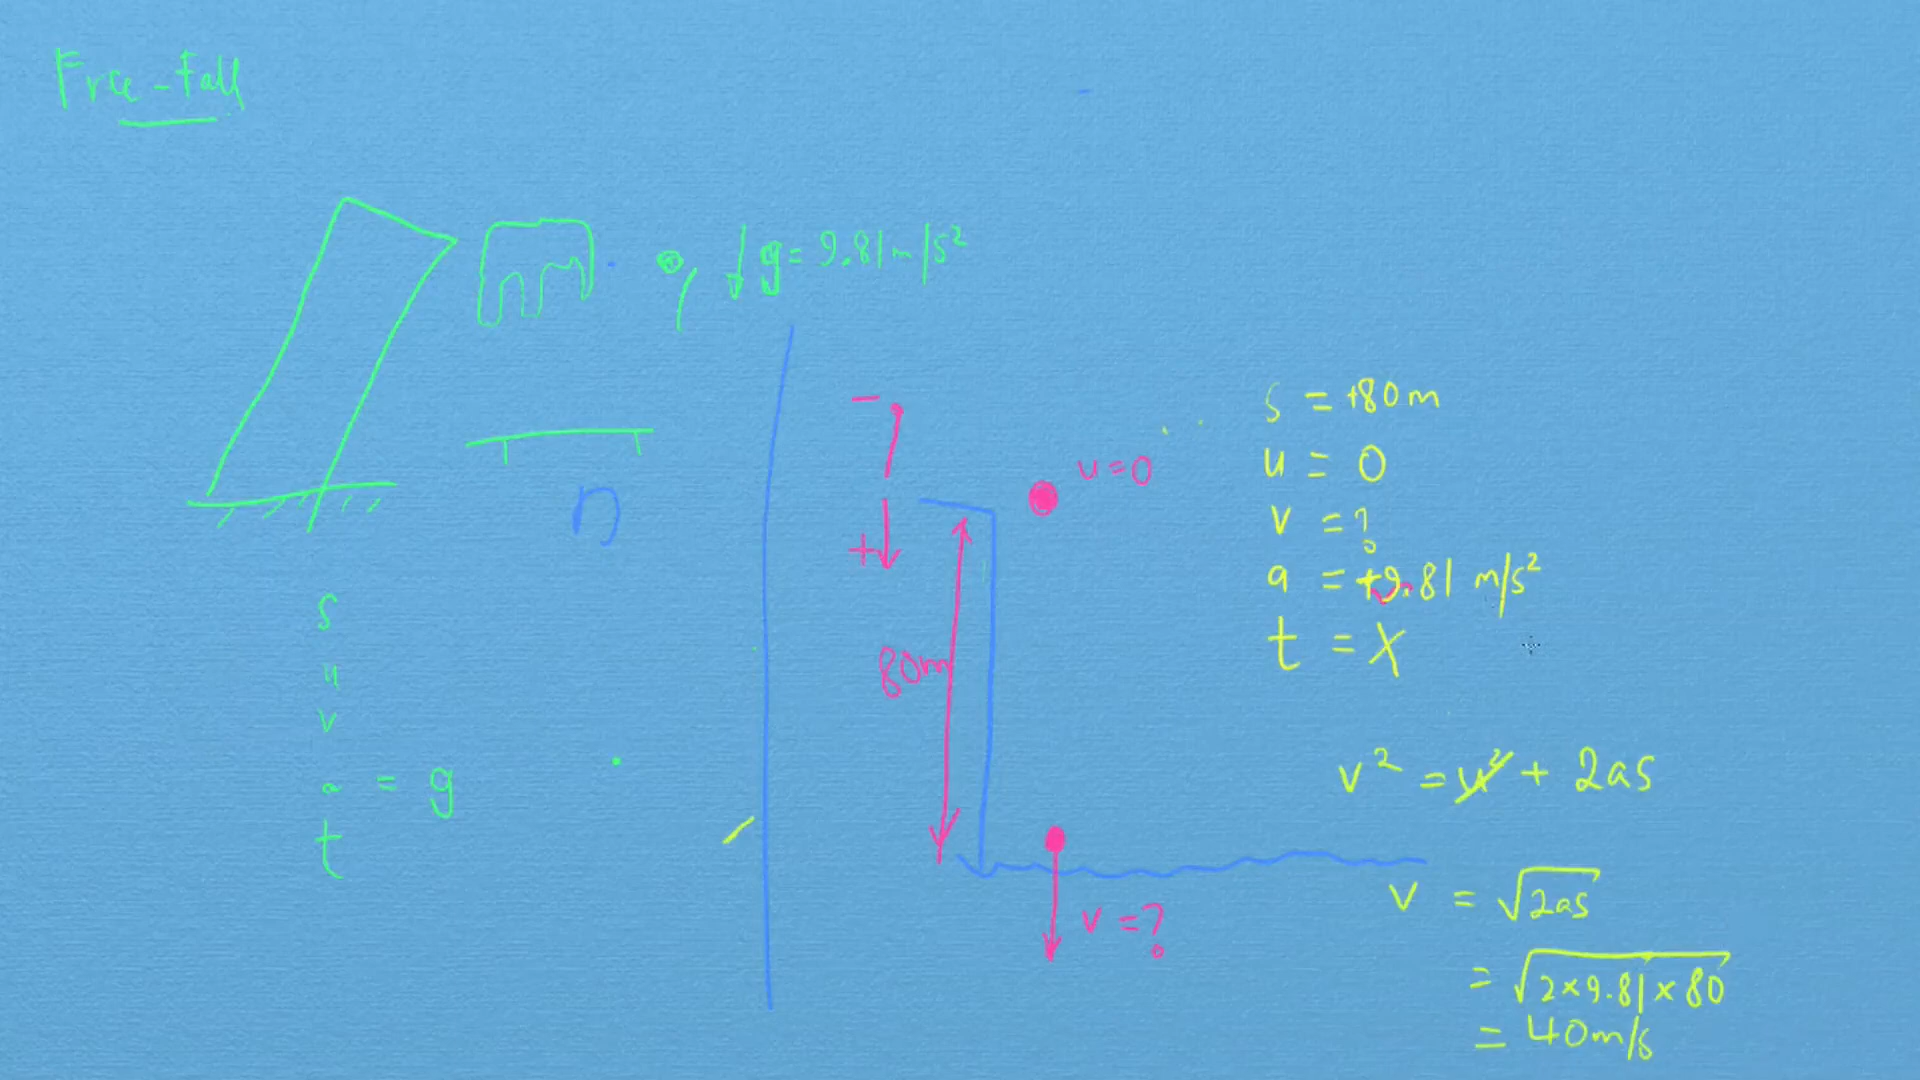 Free-Fall
g = 9.81 m/s²
s
u
v
a = g
t
n
-
+
u = 0
80m
v = ?
s = +80m
u = 0
v = ?
a = +9.81 m/s²
t = X
v² = u² + 2as
v = √2as
= √2×9.81×80
= 40m/s